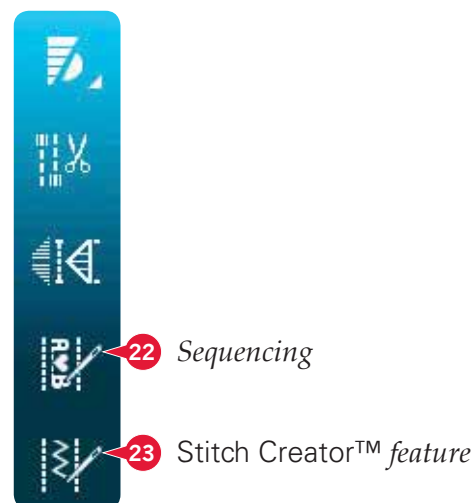 A♥B
22 Sequencing
23 Stitch Creator™ feature